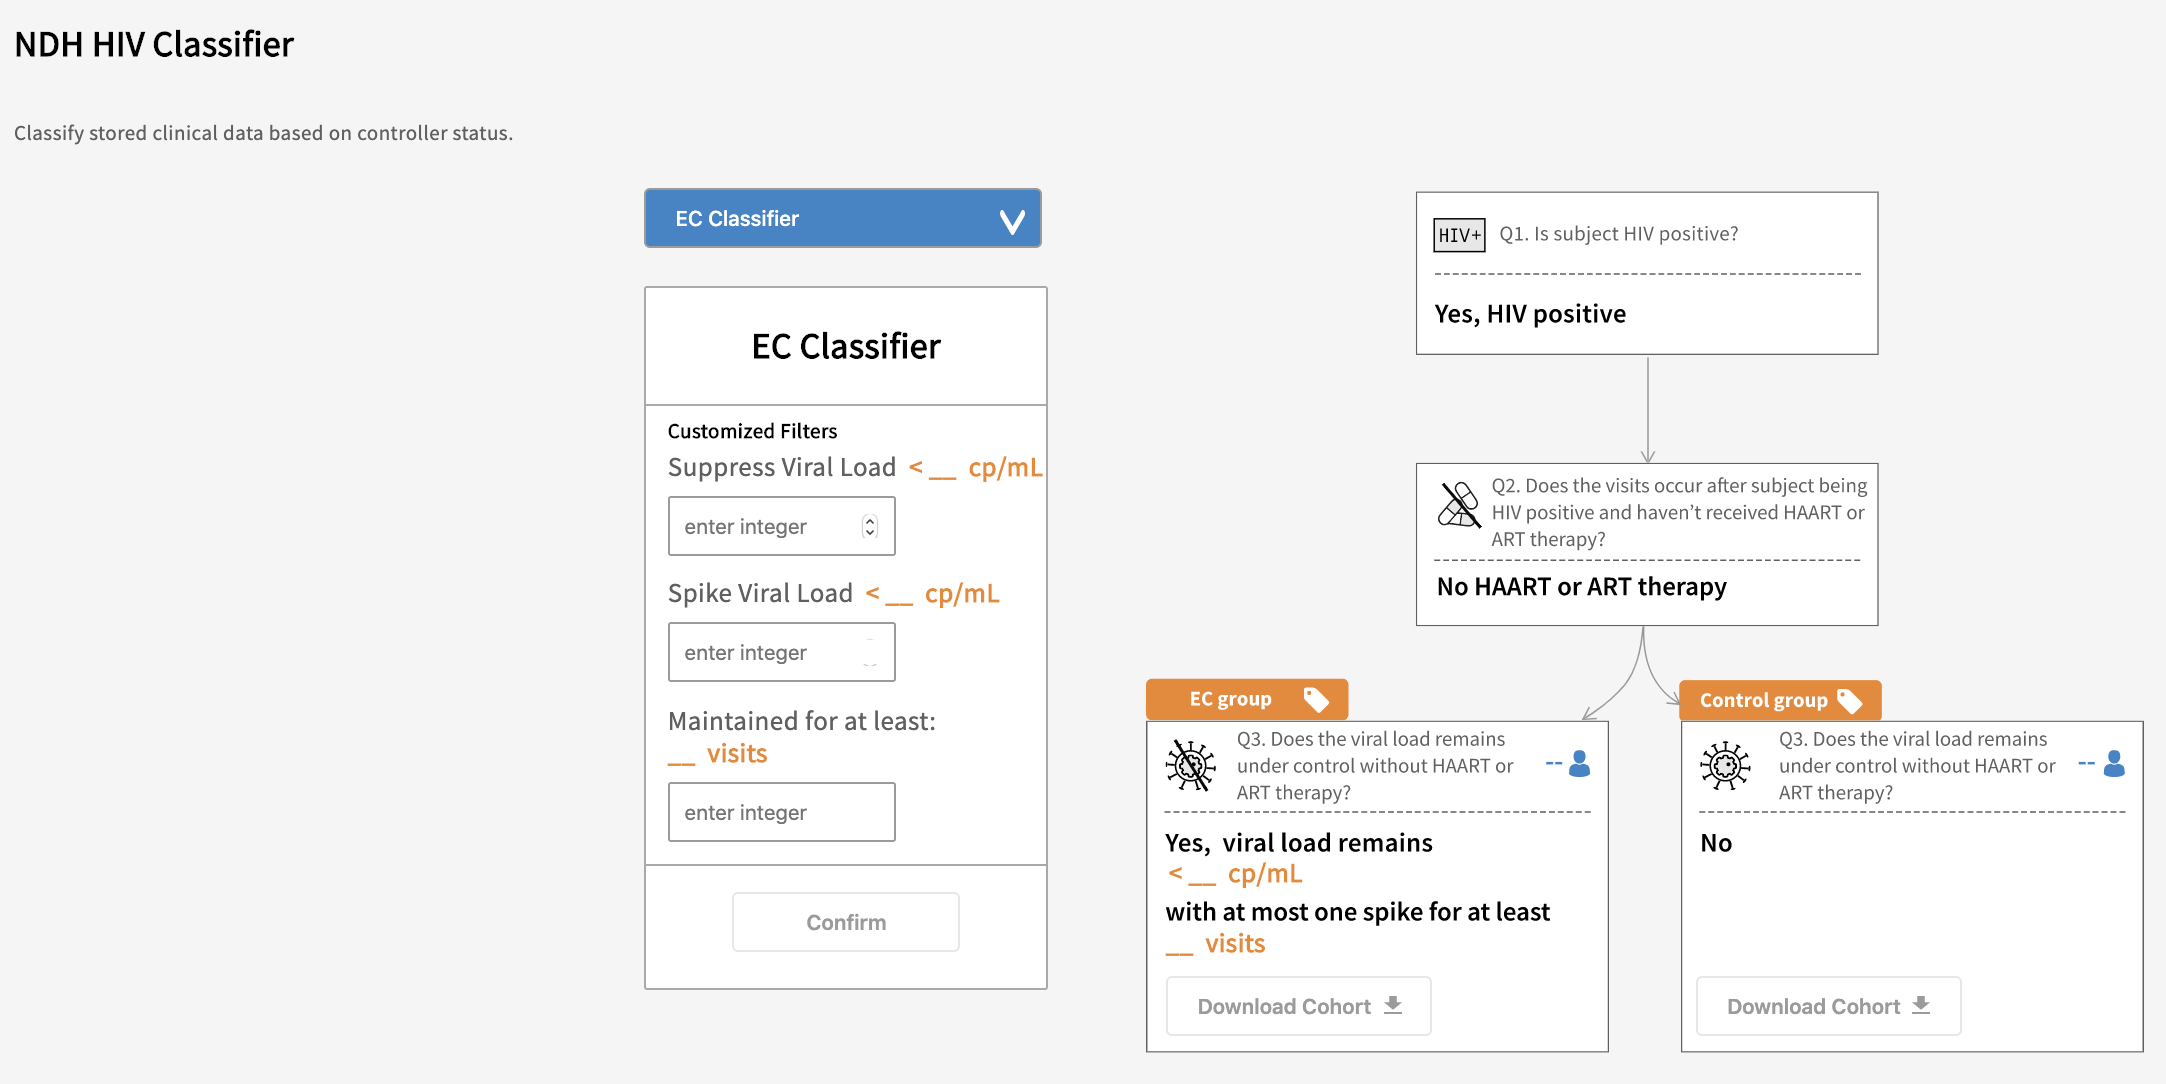 NDH HIV Classifier
Classify stored clinical data based on controller status.
EC Classifier
EC Classifier
Customized Filters
Suppress Viral Load < __ cp/mL
enter integer
Spike Viral Load < __ cp/mL
enter integer
Maintained for at least:
__ visits
enter integer
Confirm
HIV+
Q1. Is subject HIV positive?
Yes, HIV positive
Q2. Does the visits occur after subject being
HIV positive and haven't received HAART or
ART therapy?
No HAART or ART therapy
EC group
Q3. Does the viral load remains
under control without HAART or
ART therapy?
--
Yes, viral load remains
< __ cp/mL
with at most one spike for at least
__ visits
Download Cohort
Control group
Q3. Does the viral load remains
under control without HAART or
ART therapy?
--
No
Download Cohort